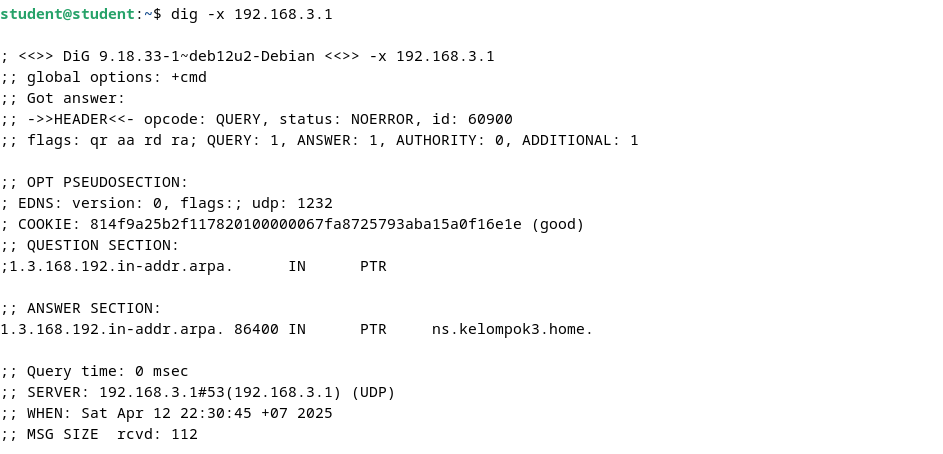 student@student:~$ dig -x 192.168.3.1
; <<>> DiG 9.18.33-1~deb12u2-Debian <<>> -x 192.168.3.1
;; global options: +cmd
;; Got answer:
;; ->>HEADER<<- opcode: QUERY, status: NOERROR, id: 60900
;; flags: qr aa rd ra; QUERY: 1, ANSWER: 1, AUTHORITY: 0, ADDITIONAL: 1
;; OPT PSEUDOSECTION:
; EDNS: version: 0, flags:; udp: 1232
; COOKIE: 814f9a25b2f117820100000067fa8725793aba15a0f16e1e (good)
;; QUESTION SECTION:
;1.3.168.192.in-addr.arpa.      IN      PTR
;; ANSWER SECTION:
1.3.168.192.in-addr.arpa. 86400 IN      PTR     ns.kelompok3.home.
;; Query time: 0 msec
;; SERVER: 192.168.3.1#53(192.168.3.1) (UDP)
;; WHEN: Sat Apr 12 22:30:45 +07 2025
;; MSG SIZE  rcvd: 112